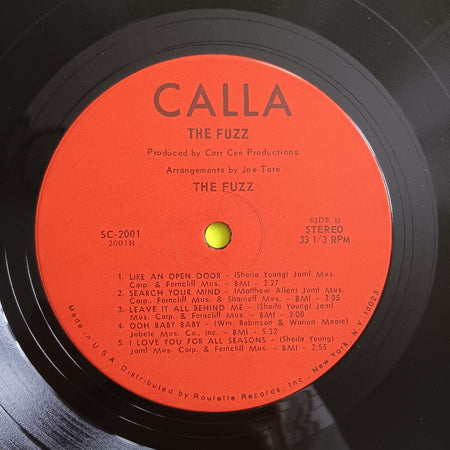 CALLA
THE FUZZ
Produced by Carr Cee Productions
Arrangements by Joe Tate
THE FUZZ
SC-2001
2001B
SIDE B
STEREO
33 1/3 RPM
1. LIKE AN OPEN DOOR - (Sheila Young) Jaml Mus.
Corp. & Ferncliff Mus. - BMI - 2:27
2. SEARCH YOUR MIND - (Matthew Allen) Jaml Mus.
Corp. & Ferncliff Mus. & Shamoff Mus. - BMI - 3:05
3. LEAVE IT ALL BEHIND ME - (Sheila Young) Jaml
Mus. Corp. & Ferncliff Mus. - BMI - 3:00
4. OOH BABY BABY - (Wm. Robinson & Warren Moore)
Jobete Mus. Co., Inc. - BMI - 5:32
5. I LOVE YOU FOR ALL SEASONS - (Sheila Young)
Jaml Mus. Corp. & Ferncliff Mus. - BMI - 2:55
Made in U.S.A. Distributed by Roulette Records, Inc., New York, N.Y. 10023.